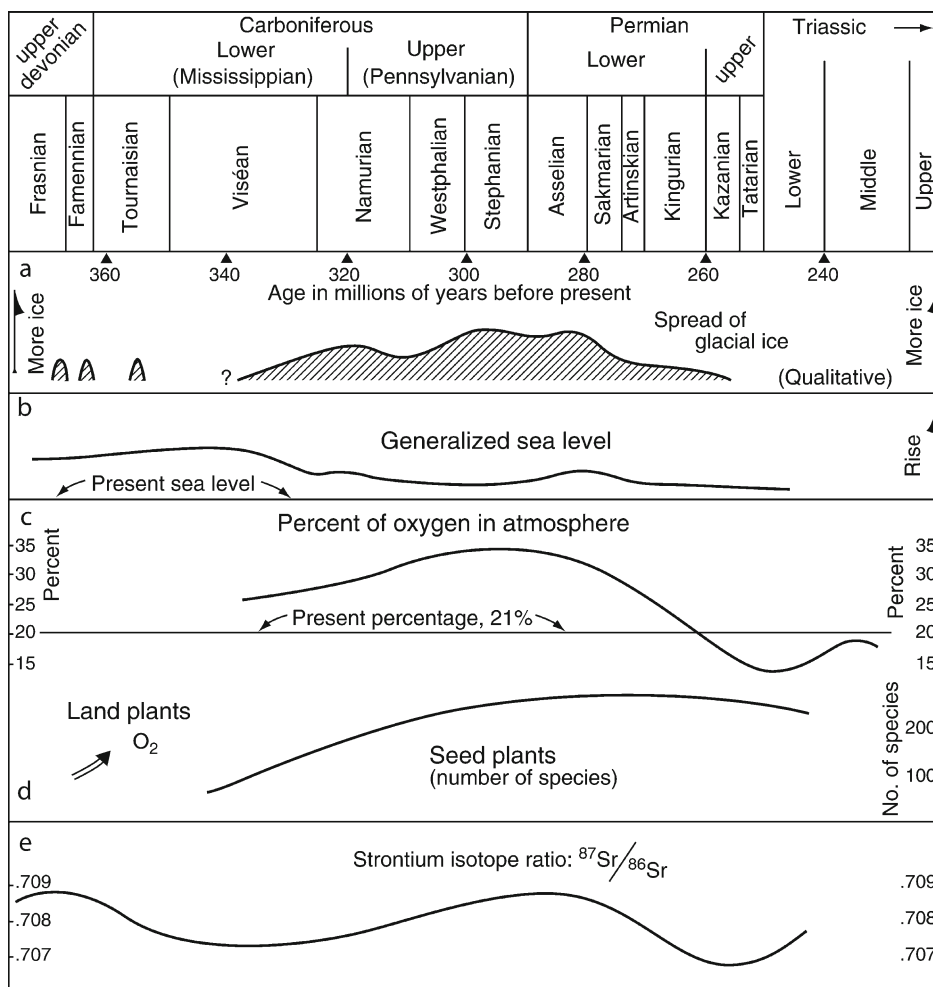 upper
devonian
Carboniferous
Lower
(Mississippian)
Upper
(Pennsylvanian)
Permian
Lower
upper
Triassic
Frasnian
Famennian
Tournaisian
Viséan
Namurian
Westphalian
Stephanian
Asselian
Sakmarian
Artinskian
Kingurian
Kazanian
Tatarian
Lower
Middle
Upper
a
360 340 320 300 280 260 240
Age in millions of years before present
More ice
Spread of
glacial ice
More ice
?
(Qualitative)
b
Generalized sea level
Rise
Present sea level
c
Percent of oxygen in atmosphere
35
30
25
20
15
Percent
Present percentage, 21%
Percent
35
30
25
20
15
Land plants
O₂
Seed plants
(number of species)
No. of species
200
100
d
e
Strontium isotope ratio: ⁸⁷Sr/⁸⁶Sr
.709
.708
.707
.709
.708
.707